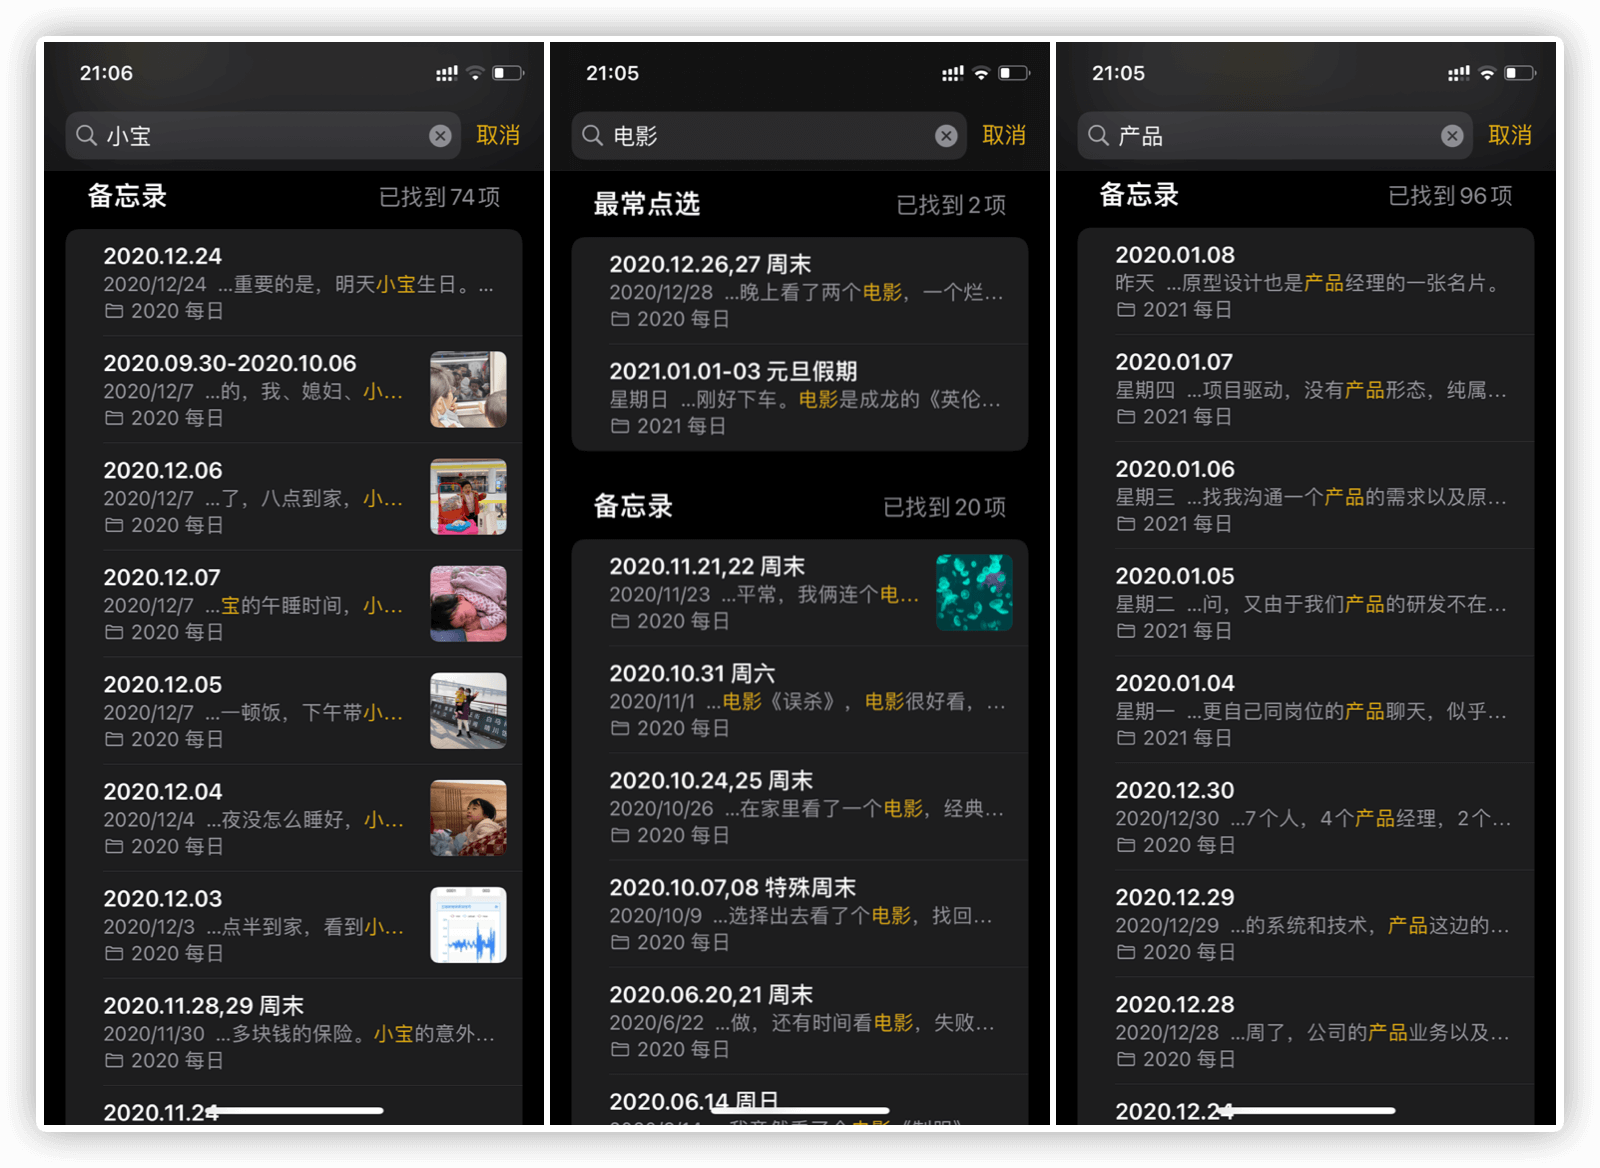 21:06
小宝
取消
备忘录
已找到 74 项
2020.12.24
2020/12/24 ...重要的是，明天小宝生日。...
2020 每日
2020.09.30-2020.10.06
2020/12/7 ...的，我、媳妇、小...
2020 每日
2020.12.06
2020/12/7 ...了，八点到家，小...
2020 每日
2020.12.07
2020/12/7 ...宝的午睡时间，小...
2020 每日
2020.12.05
2020/12/7 ...一顿饭，下午带小...
2020 每日
2020.12.04
2020/12/4 ...夜没怎么睡好，小...
2020 每日
2020.12.03
2020/12/3 ...点半到家，看到小...
2020 每日
2020.11.28,29 周末
2020/11/30 ...多块钱的保险。小宝的意外...
2020 每日
2020.11.24
21:05
电影
取消
最常点选
已找到 2 项
2020.12.26,27 周末
2020/12/28 ...晚上看了两个电影，一个烂...
2020 每日
2021.01.01-03 元旦假期
星期日 ...刚好下车。电影是成龙的《英伦...
2021 每日
备忘录
已找到 20 项
2020.11.21,22 周末
2020/11/23 ...平常，我俩连个电...
2020 每日
2020.10.31 周六
2020/11/1 ...电影《误杀》，电影很好看，...
2020 每日
2020.10.24,25 周末
2020/10/26 ...在家里看了一个电影，经典...
2020 每日
2020.10.07,08 特殊周末
2020/10/9 ...选择出去看了个电影，找回...
2020 每日
2020.06.20,21 周末
2020/6/22 ...做，还有时间看电影，失败...
2020 每日
2020.06.14 周日
21:05
产品
取消
备忘录
已找到 96 项
2020.01.08
昨天 ...原型设计也是产品经理的一张名片。
2021 每日
2020.01.07
星期四 ...项目驱动，没有产品形态，纯属...
2021 每日
2020.01.06
星期三 ...找我沟通一个产品的需求以及原...
2021 每日
2020.01.05
星期二 ...问，又由于我们产品的研发不在...
2021 每日
2020.01.04
星期一 ...更自己同岗位的产品聊天，似乎...
2021 每日
2020.12.30
2020/12/30 ...7个人，4个产品经理，2个...
2020 每日
2020.12.29
2020/12/29 ...的系统和技术，产品这边的...
2020 每日
2020.12.28
2020/12/28 ...周了，公司的产品业务以及...
2020 每日
2020.12.24